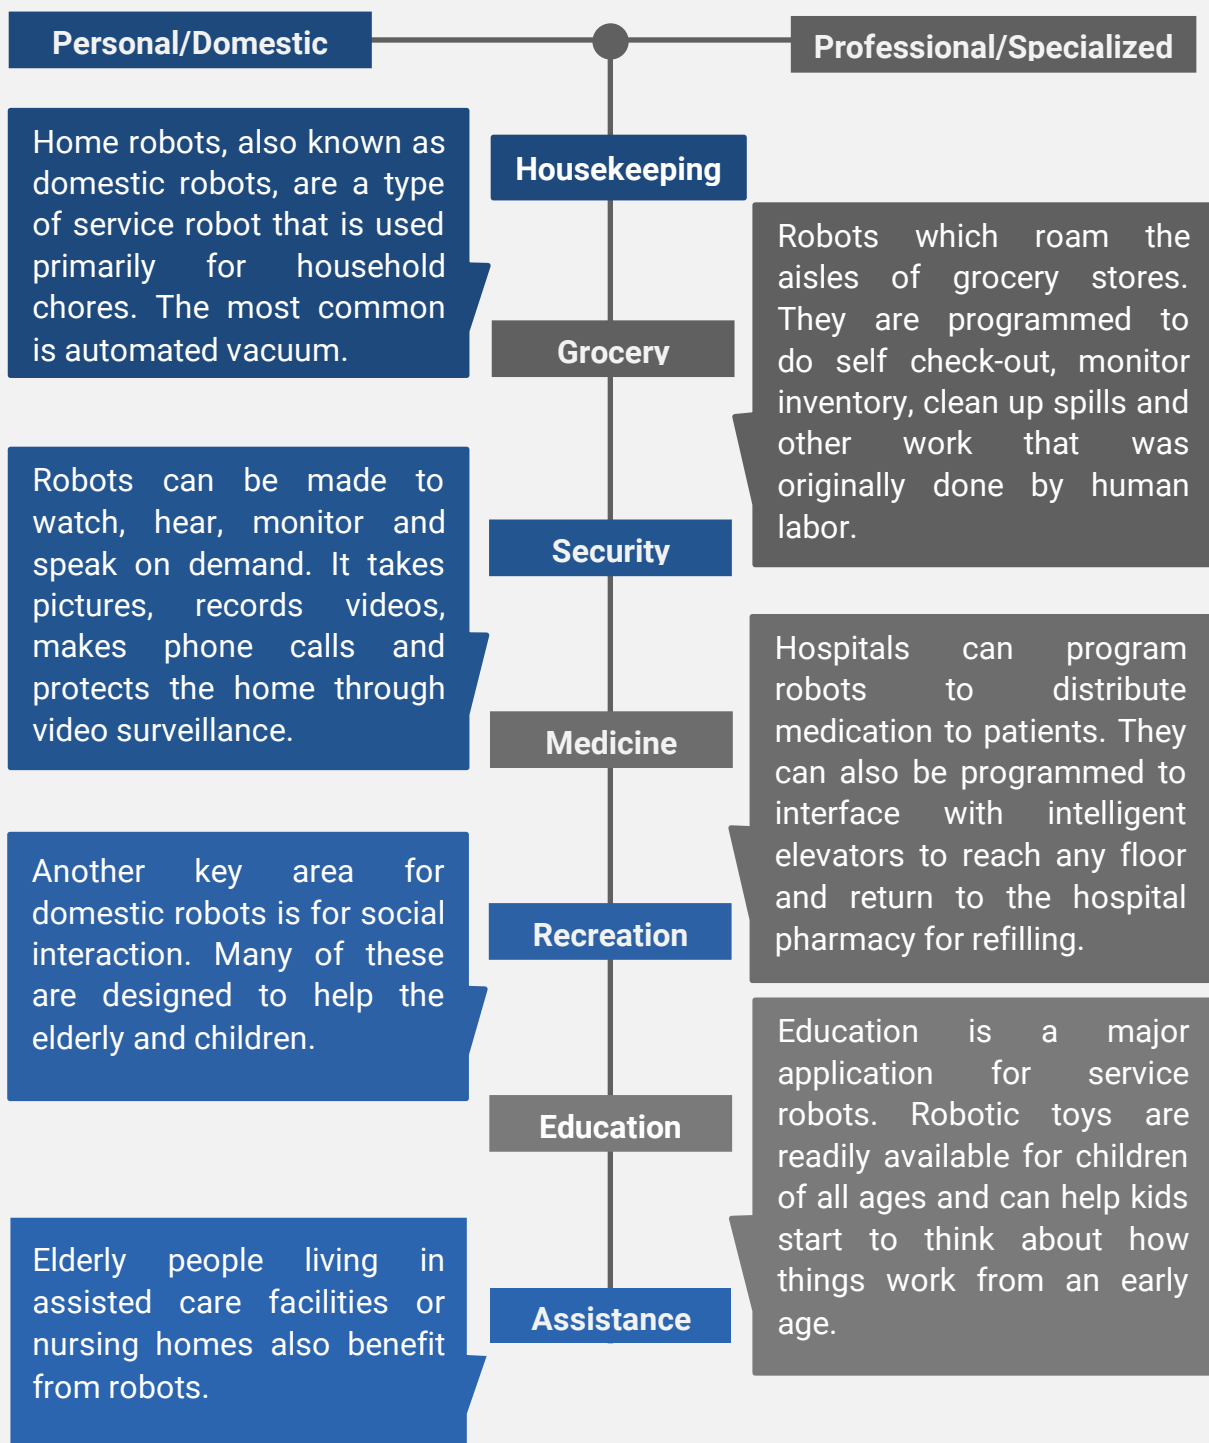 Personal/Domestic
Professional/Specialized
Housekeeping
Home robots, also known as
domestic robots, are a type
of service robot that is used
primarily for household
chores. The most common
is automated vacuum.
Grocery
Robots which roam the
aisles of grocery stores.
They are programmed to
do self check-out, monitor
inventory, clean up spills and
other work that was
originally done by human
labor.
Security
Robots can be made to
watch, hear, monitor and
speak on demand. It takes
pictures, records videos,
makes phone calls and
protects the home through
video surveillance.
Medicine
Hospitals can program
robots to distribute
medication to patients. They
can also be programmed to
interface with intelligent
elevators to reach any floor
and return to the hospital
pharmacy for refilling.
Recreation
Another key area for
domestic robots is for social
interaction. Many of these
are designed to help the
elderly and children.
Education
Education is a major
application for service
robots. Robotic toys are
readily available for children
of all ages and can help kids
start to think about how
things work from an early
age.
Assistance
Elderly people living in
assisted care facilities or
nursing homes also benefit
from robots.